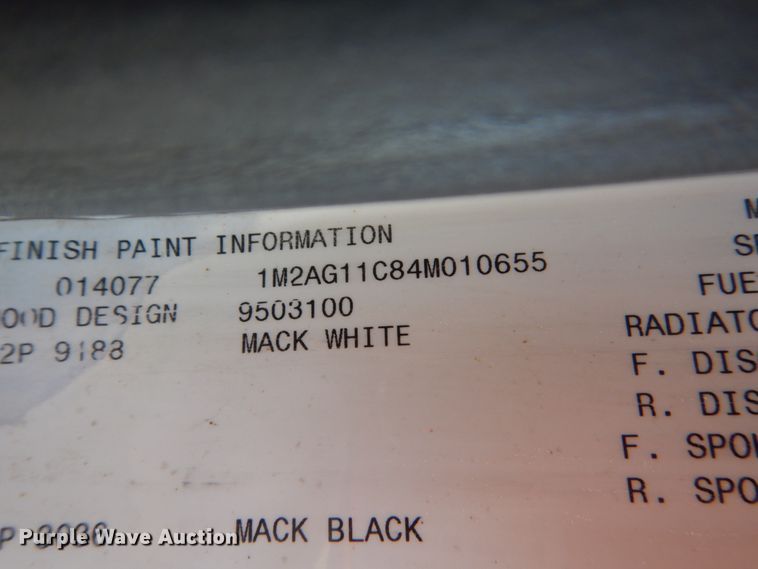 FINISH PAINT INFORMATION
014077 1M2AG11C84M010655
OOD DESIGN 9503100
2P 9188 MACK WHITE
MACK BLACK
M
SP
FUE
RADIATO
F. DIS
R. DIS
F. SPO
R. SPO
Purple Wave Auction